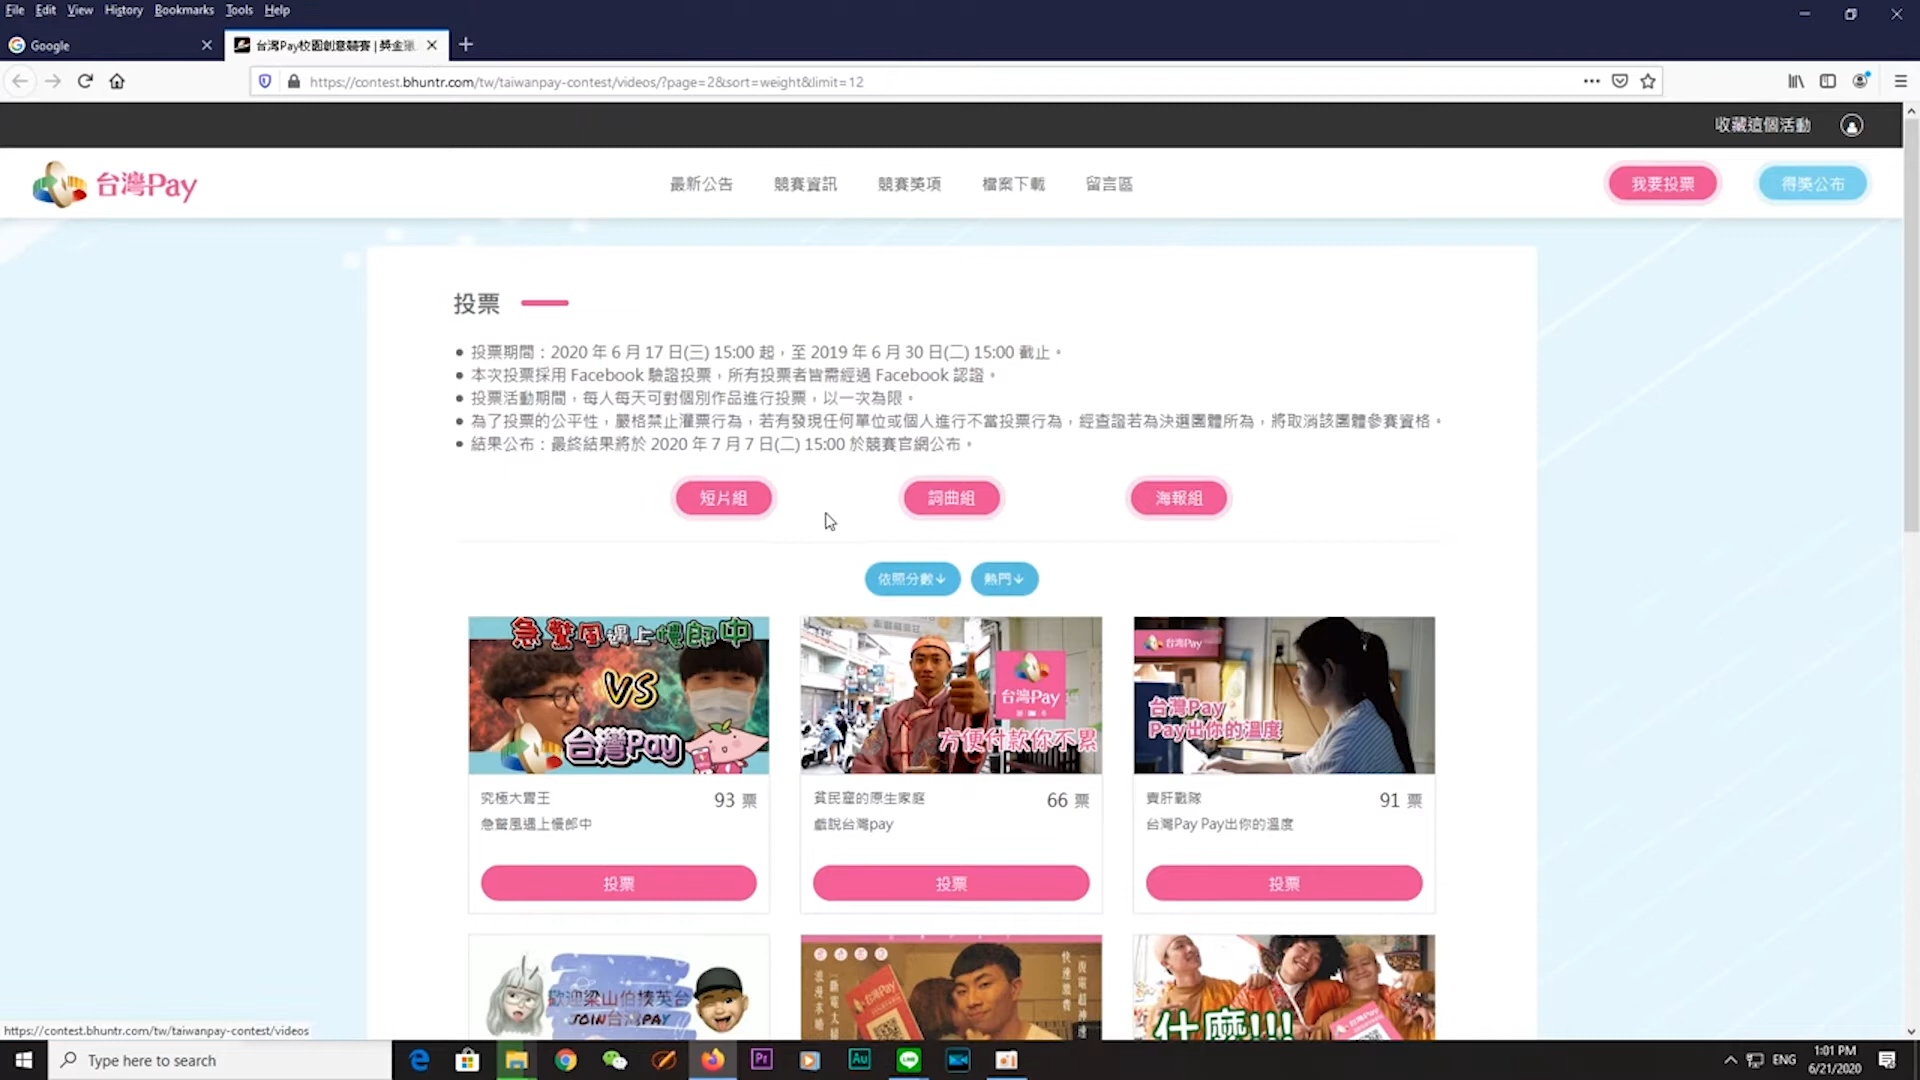 File Edit View History Bookmarks Tools Help
Google
台灣Pay校園創意競賽 | 獎金獵
https://contest.bhuntr.com/tw/taiwanpay-contest/videos/?page=2&sort=weight&limit=12
收藏這個活動
台灣Pay
最新公告 競賽資訊 競賽獎項 檔案下載 留言區
我要投票 得獎公布
投票
投票期間：2020 年 6 月 17 日(三) 15:00 起，至 2019 年 6 月 30 日(二) 15:00 截止。
本次投票採用 Facebook 驗證投票，所有投票者皆需經過 Facebook 認證。
投票活動期間，每人每天可對個別作品進行投票，以一次為限。
為了投票的公平性，嚴格禁止灌票行為，若有發現任何單位或個人進行不當投票行為，經查證若為決選團體所為，將取消該團體參賽資格。
結果公布：最終結果將於 2020 年 7 月 7 日(二) 15:00 於競賽官網公布。
短片組 詞曲組 海報組
依照分數↓ 熱門↓
急驚風遇上慢郎中
VS
台灣Pay
台灣Pay
方便付款你不累
台灣Pay
台灣Pay
Pay出你的溫度
究極大胃王 93 票
急驚風遇上慢郎中
投票
貧民窟的原生家庭 66 票
戲說台灣pay
投票
賣肝戰隊 91 票
台灣Pay Pay出你的溫度
投票
歡迎梁山伯揍英台
JOIN台灣PAY
台灣Pay
什麼!!!
https://contest.bhuntr.com/tw/taiwanpay-contest/videos
Type here to search
Pr
Au
LINE
ENG
1:01 PM
6/21/2020